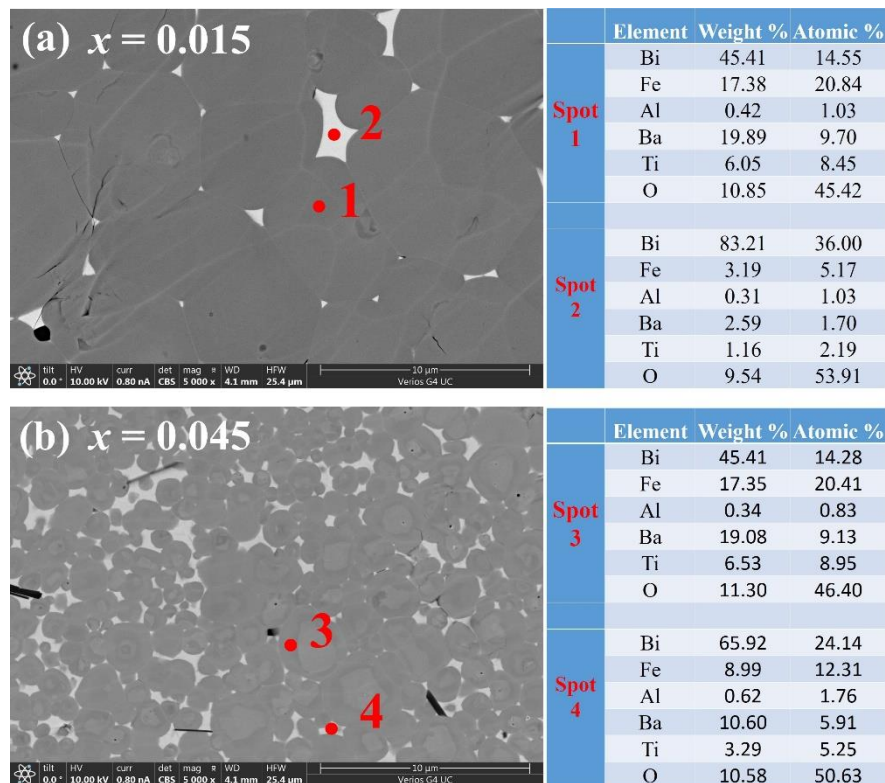 (a) x = 0.015
2
1
tilt HV curr det mag WD HFW
0.0 ° 10.00 kV 0.80 nA CBS 5 000 x 4.1 mm 25.4 µm
10 µm
Verios G4 UC
Element Weight % Atomic %
Spot 1
Bi 45.41 14.55
Fe 17.38 20.84
Al 0.42 1.03
Ba 19.89 9.70
Ti 6.05 8.45
O 10.85 45.42
Spot 2
Bi 83.21 36.00
Fe 3.19 5.17
Al 0.31 1.03
Ba 2.59 1.70
Ti 1.16 2.19
O 9.54 53.91
(b) x = 0.045
3
4
tilt HV curr det mag WD HFW
0.0 ° 10.00 kV 0.80 nA CBS 5 000 x 4.1 mm 25.4 µm
10 µm
Verios G4 UC
Element Weight % Atomic %
Spot 3
Bi 45.41 14.28
Fe 17.35 20.41
Al 0.34 0.83
Ba 19.08 9.13
Ti 6.53 8.95
O 11.30 46.40
Spot 4
Bi 65.92 24.14
Fe 8.99 12.31
Al 0.62 1.76
Ba 10.60 5.91
Ti 3.29 5.25
O 10.58 50.63